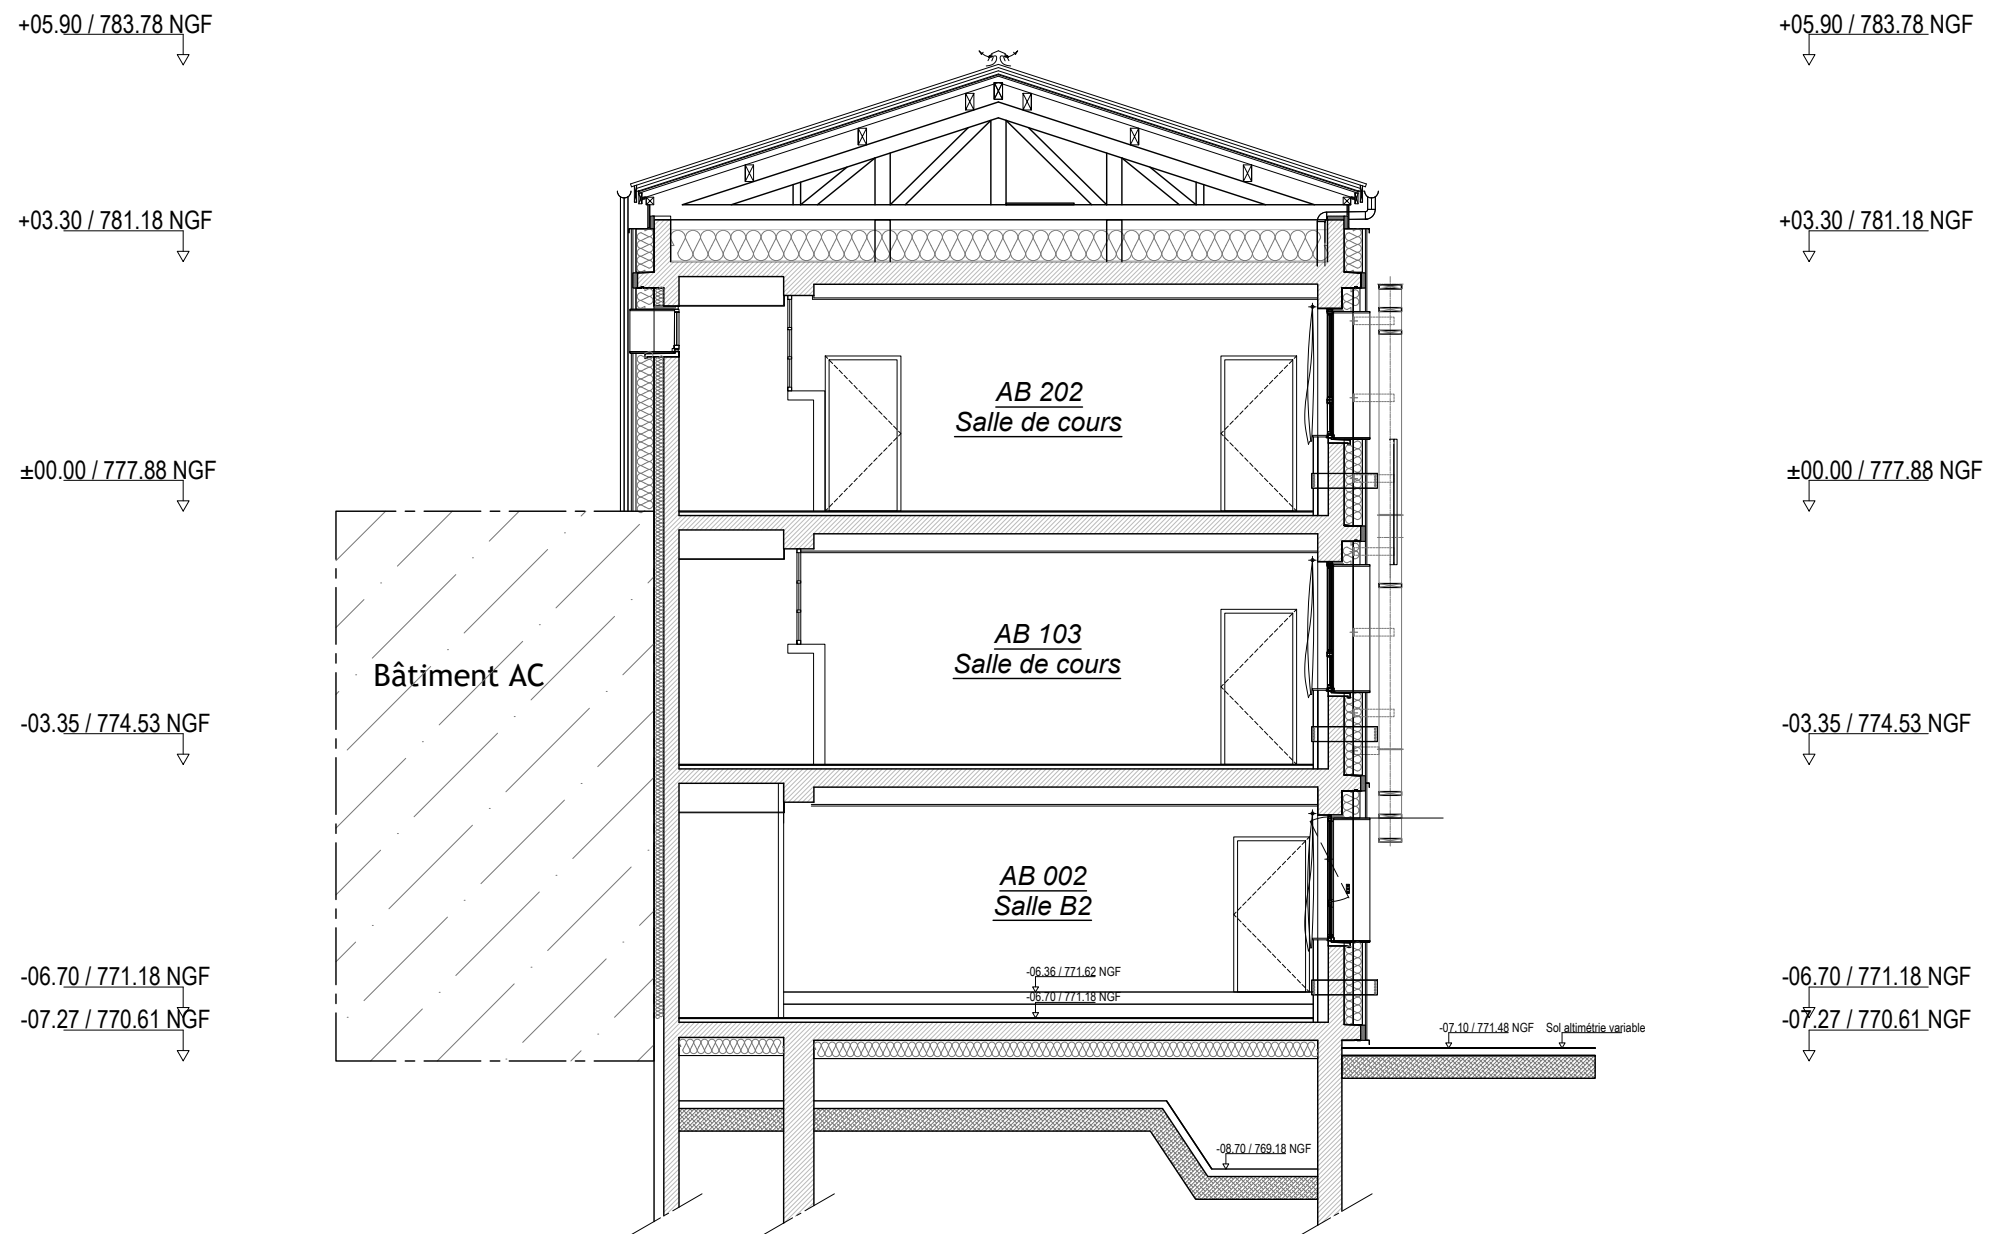 +05.90 / 783.78 NGF
+05.90 / 783.78 NGF
+03.30 / 781.18 NGF
+03.30 / 781.18 NGF
AB 202
Salle de cours
±00.00 / 777.88 NGF
±00.00 / 777.88 NGF
AB 103
Salle de cours
Bâtiment AC
-03.35 / 774.53 NGF
-03.35 / 774.53 NGF
AB 002
Salle B2
-06.36 / 771.62 NGF
-06.70 / 771.18 NGF
-06.70 / 771.18 NGF
-06.70 / 771.18 NGF
-07.27 / 770.61 NGF
-07.27 / 770.61 NGF
-07.10 / 771.48 NGF Sol altimétrie variable
-08.70 / 769.18 NGF